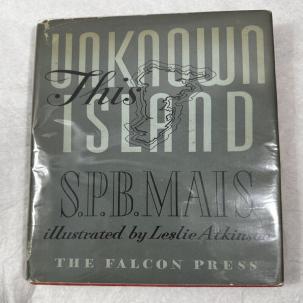 This
UNKNOWN
ISLAND
S.P.B.MAIS
illustrated by Leslie Atkinson
THE FALCON PRESS